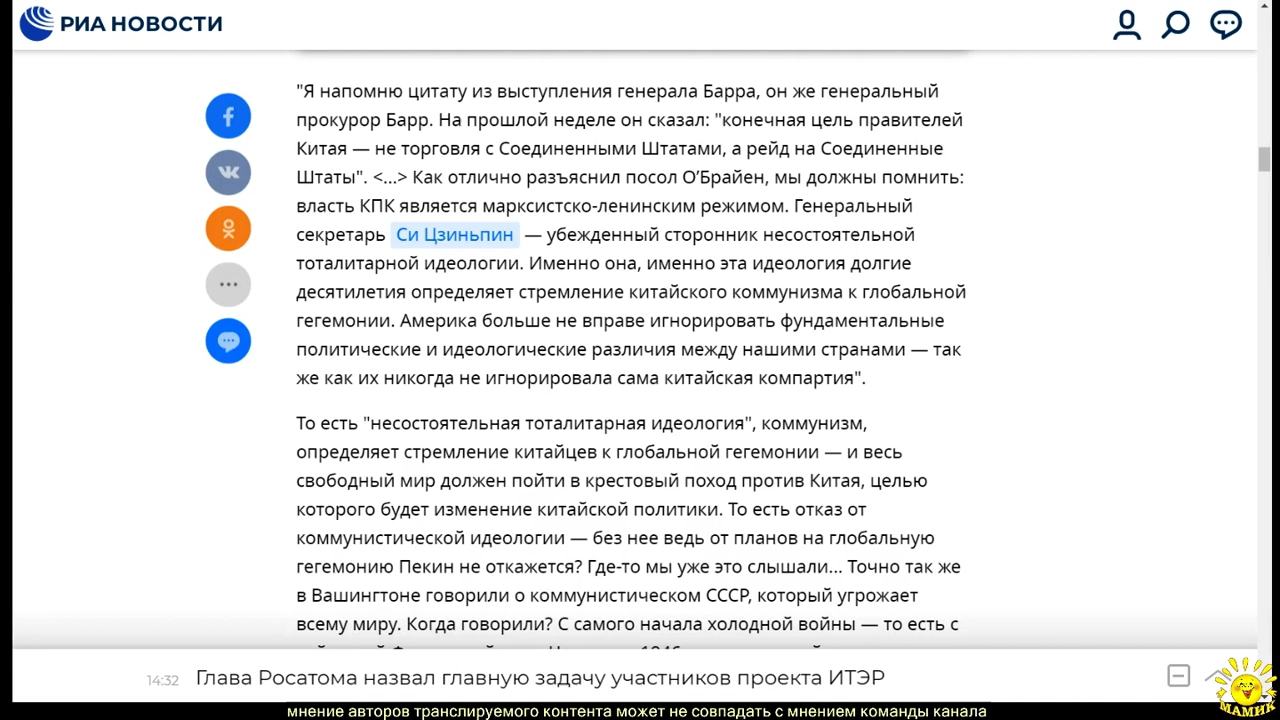 РИА НОВОСТИ
"Я напомню цитату из выступления генерала Барра, он же генеральный
прокурор Барр. На прошлой неделе он сказал: "конечная цель правителей
Китая — не торговля с Соединенными Штатами, а рейд на Соединенные
Штаты". <...> Как отлично разъяснил посол О’Брайен, мы должны помнить:
власть КПК является марксистско-ленинским режимом. Генеральный
секретарь Си Цзиньпин — убежденный сторонник несостоятельной
тоталитарной идеологии. Именно она, именно эта идеология долгие
десятилетия определяет стремление китайского коммунизма к глобальной
гегемонии. Америка больше не вправе игнорировать фундаментальные
политические и идеологические различия между нашими странами — так
же как их никогда не игнорировала сама китайская компартия".
То есть "несостоятельная тоталитарная идеология", коммунизм,
определяет стремление китайцев к глобальной гегемонии — и весь
свободный мир должен пойти в крестовый поход против Китая, целью
которого будет изменение китайской политики. То есть отказ от
коммунистической идеологии — без нее ведь от планов на глобальную
гегемонию Пекин не откажется? Где-то мы уже это слышали... Точно так же
в Вашингтоне говорили о коммунистическом СССР, который угрожает
всему миру. Когда говорили? С самого начала холодной войны — то есть с
14:32 Глава Росатома назвал главную задачу участников проекта ИТЭР
МАМИК
мнение авторов транслируемого контента может не совпадать с мнением команды канала